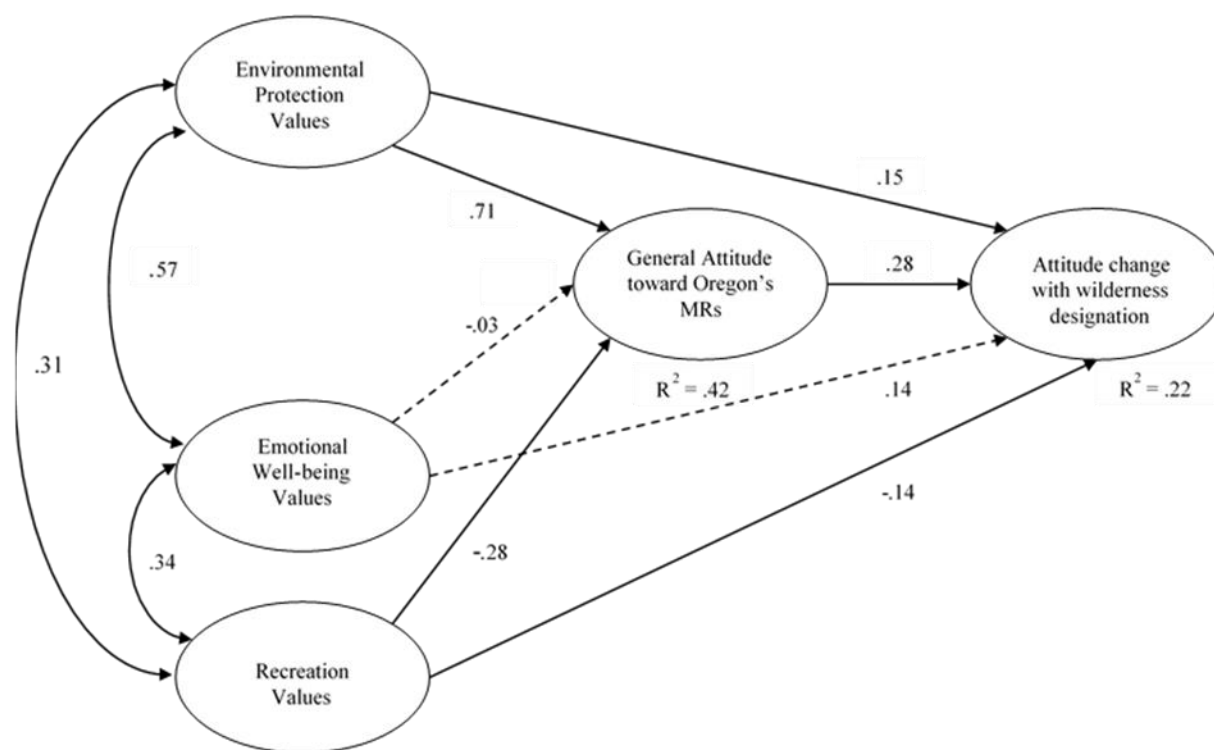 Environmental
Protection
Values
.15
.71
General Attitude
toward Oregon's
MRs
.28
Attitude change
with wilderness
designation
.57
-.03
.31
R² = .42
.14
R² = .22
Emotional
Well-being
Values
-.14
.34
-.28
Recreation
Values